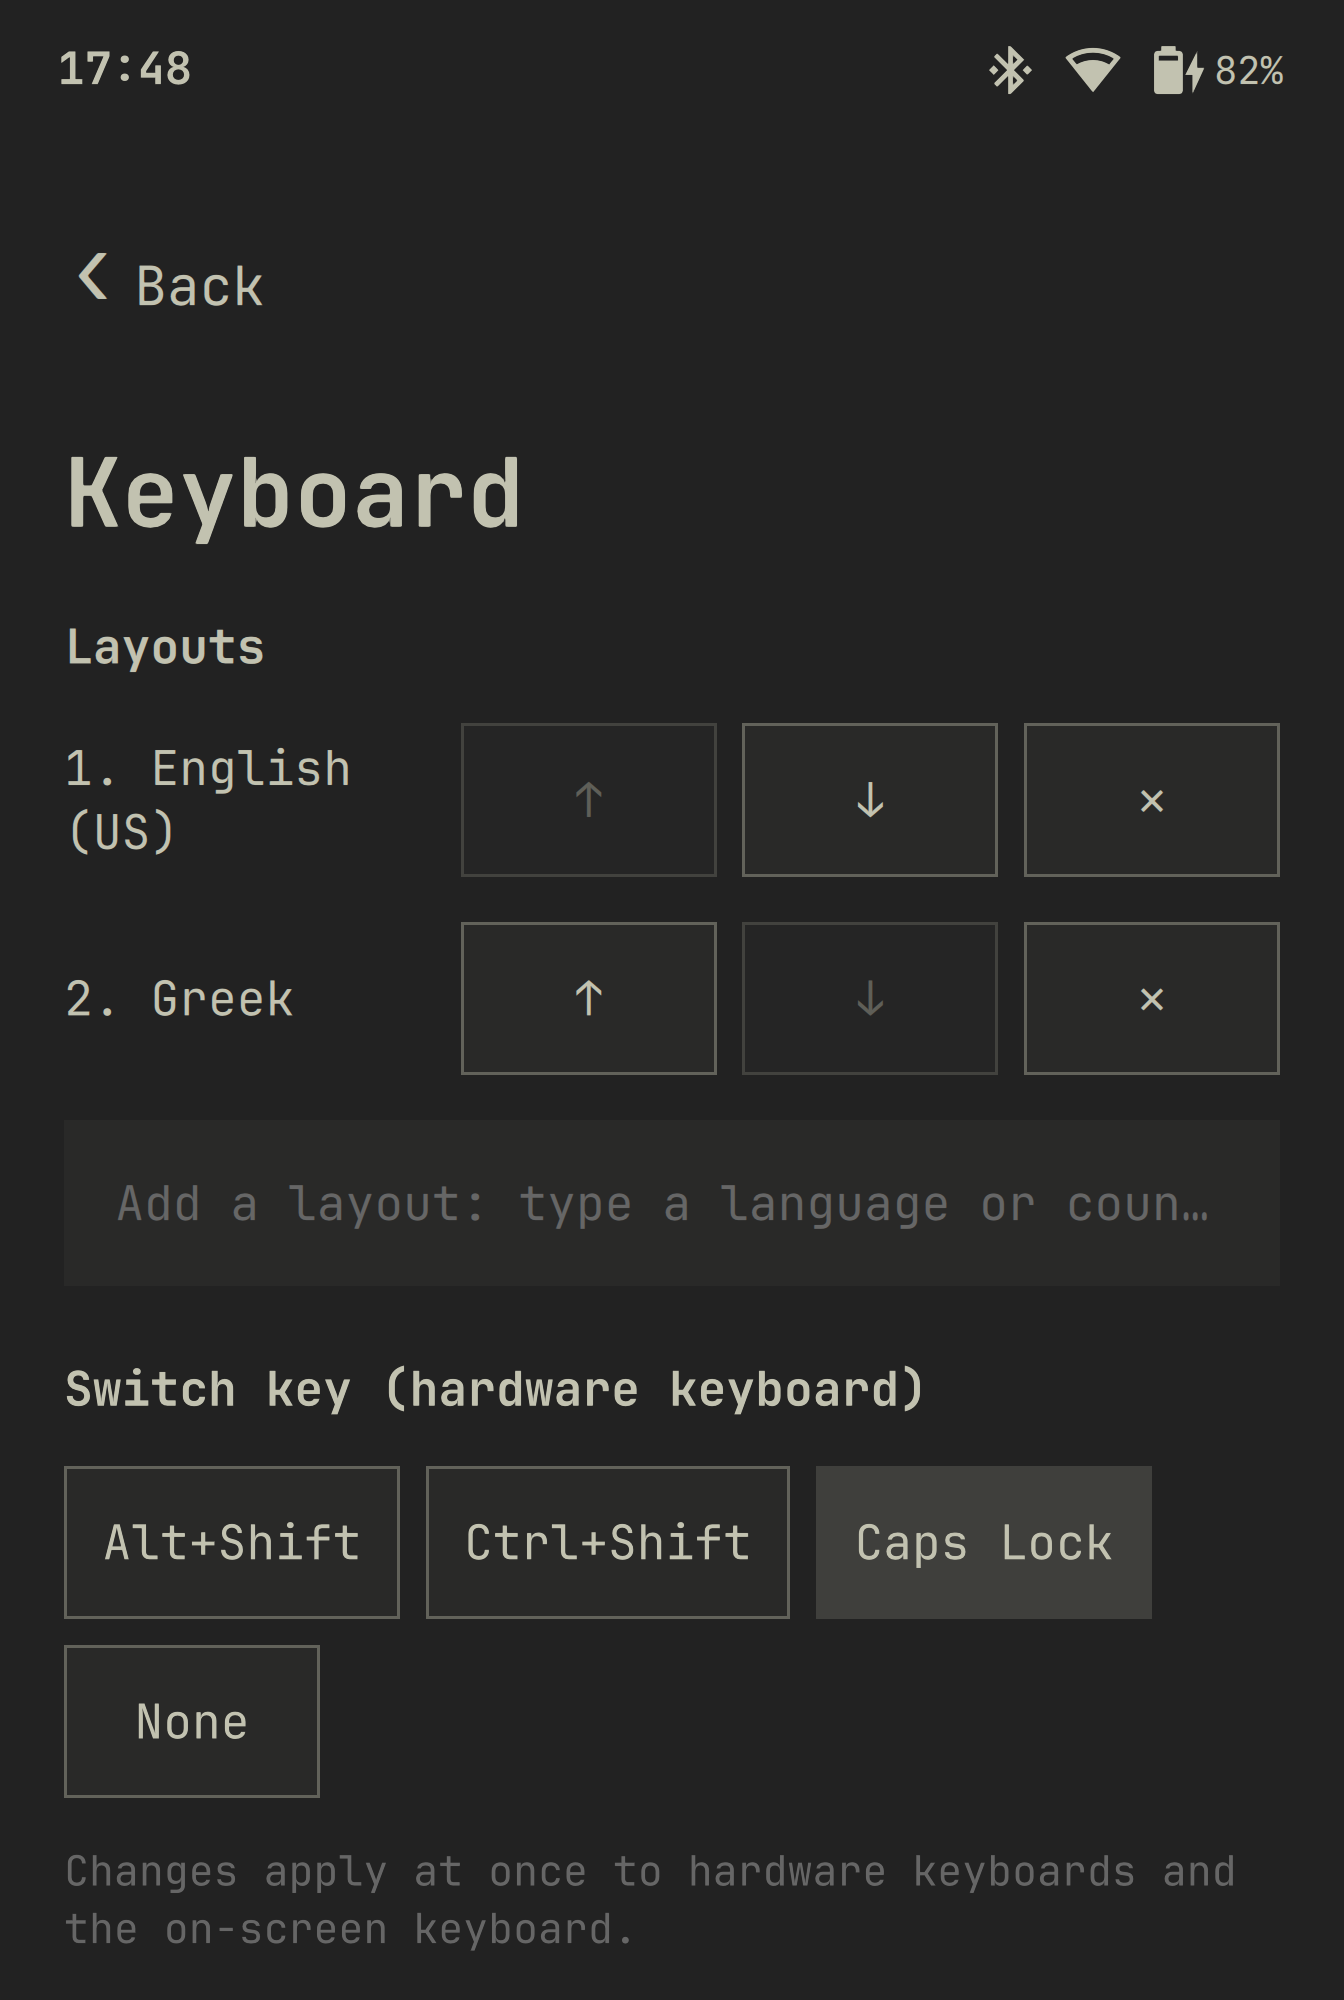 17:48
82%
Back
Keyboard
Layouts
1. English
(US)
↑ ↓ ×
2. Greek
↑ ↓ ×
Add a layout: type a language or coun…
Switch key (hardware keyboard)
Alt+Shift
Ctrl+Shift
Caps Lock
None
Changes apply at once to hardware keyboards and
the on-screen keyboard.